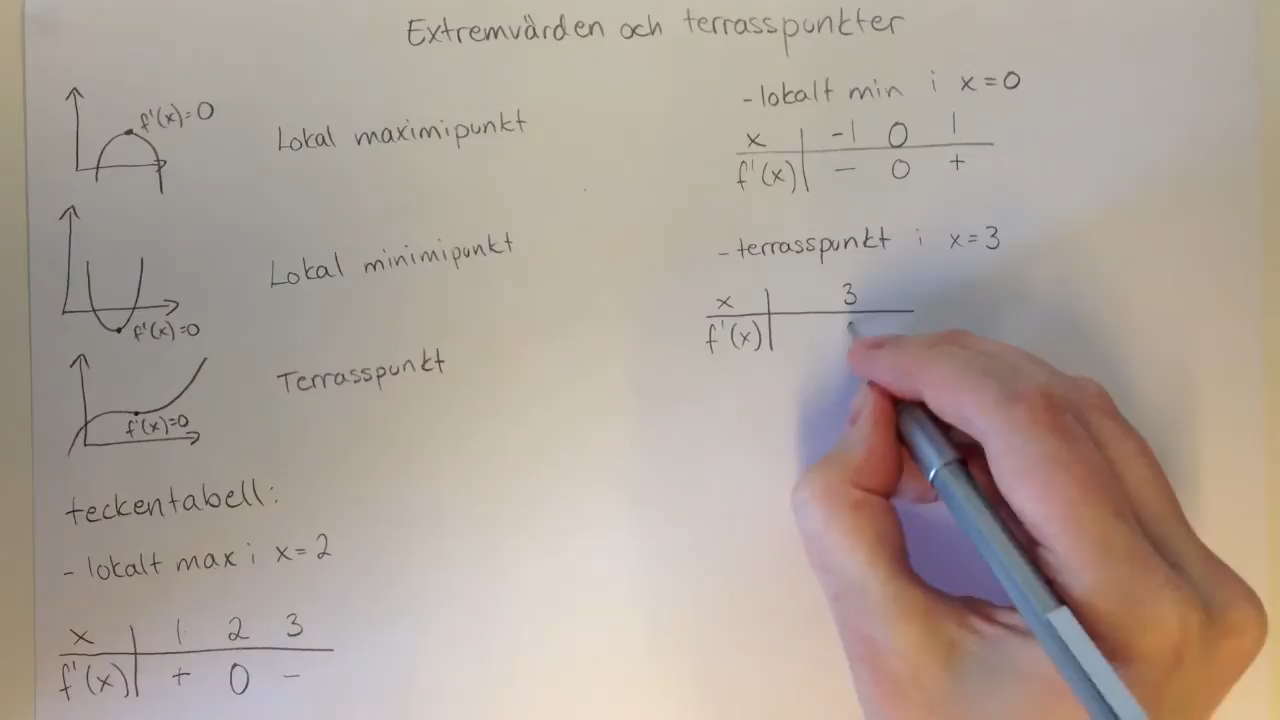 Extremvärden och terrasspunkter
f'(x)=0
Lokal maximipunkt
Lokal minimipunkt
f'(x)=0
Terrasspunkt
f'(x)=0
teckentabell:
- lokalt max i x=2
x | 1 2 3
f'(x) | + 0 -
- lokalt min i x=0
x | -1 0 1
f'(x) | - 0 +
- terrasspunkt i x=3
x | 3
f'(x) |